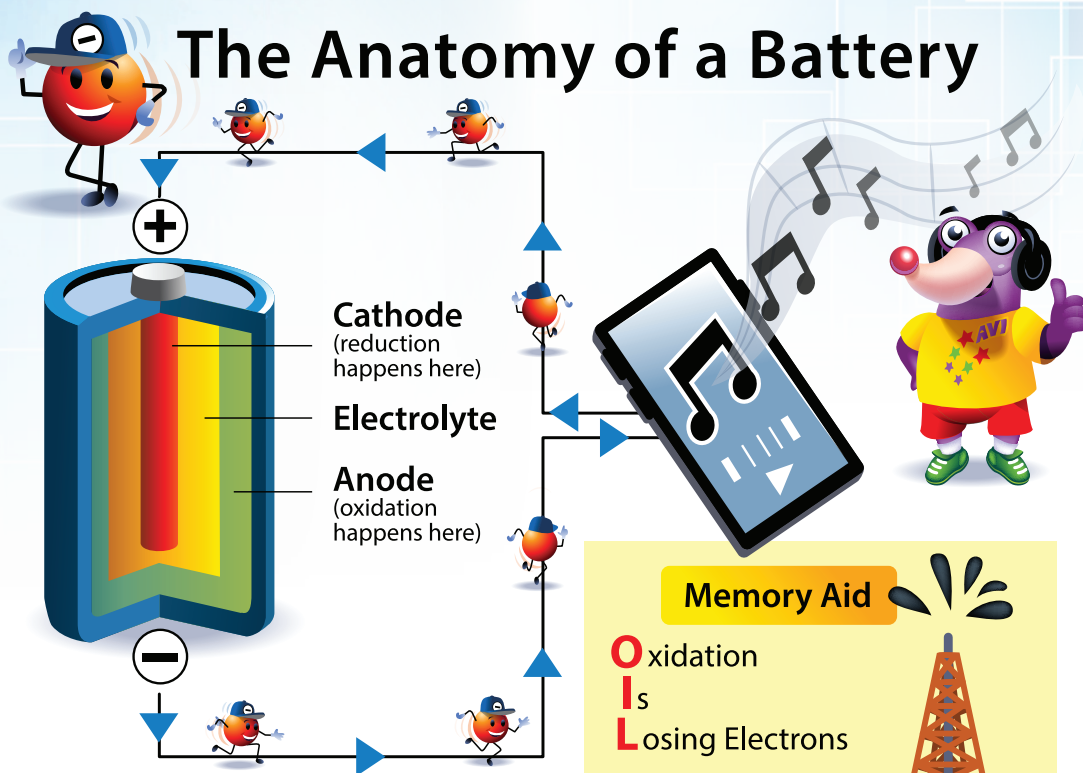 The Anatomy of a Battery
−
+
Cathode
(reduction
happens here)
Electrolyte
Anode
(oxidation
happens here)
−
AVI
Memory Aid
Oxidation
Is
Losing Electrons